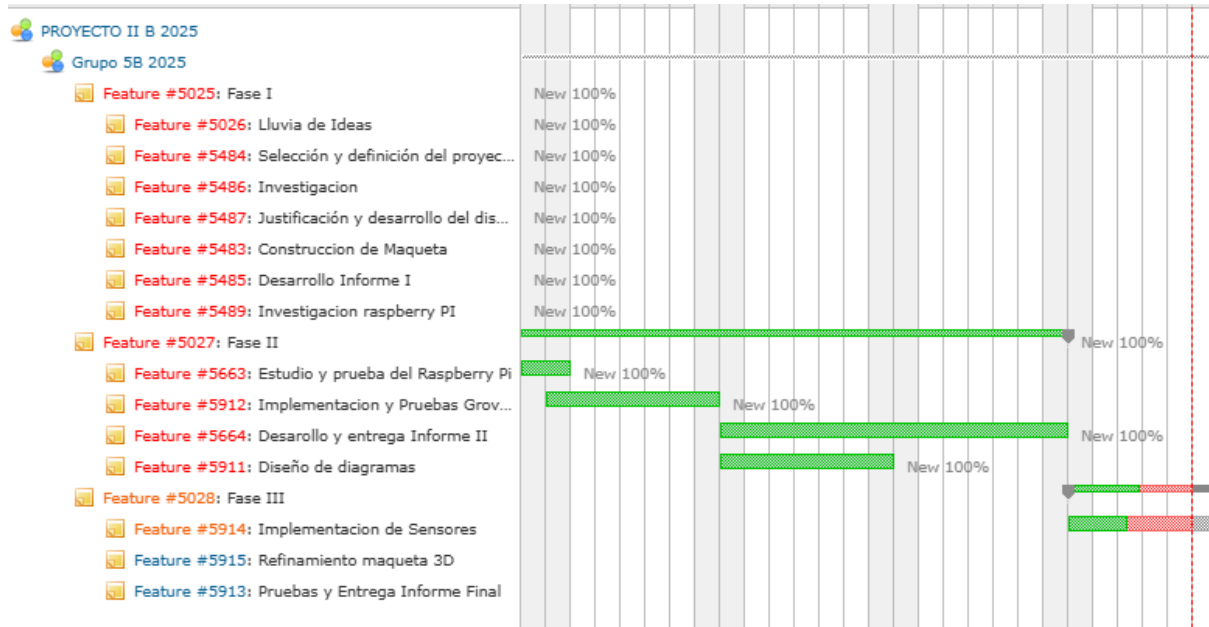 PROYECTO II B 2025
Grupo 5B 2025
Feature #5025: Fase I New 100%
Feature #5026: Lluvia de Ideas New 100%
Feature #5484: Selección y definición del proyec... New 100%
Feature #5486: Investigacion New 100%
Feature #5487: Justificación y desarrollo del dis... New 100%
Feature #5483: Construccion de Maqueta New 100%
Feature #5485: Desarrollo Informe I New 100%
Feature #5489: Investigacion raspberry PI New 100%
Feature #5027: Fase II New 100%
Feature #5663: Estudio y prueba del Raspberry Pi New 100%
Feature #5912: Implementacion y Pruebas Grov... New 100%
Feature #5664: Desarollo y entrega Informe II New 100%
Feature #5911: Diseño de diagramas New 100%
Feature #5028: Fase III
Feature #5914: Implementacion de Sensores
Feature #5915: Refinamiento maqueta 3D
Feature #5913: Pruebas y Entrega Informe Final